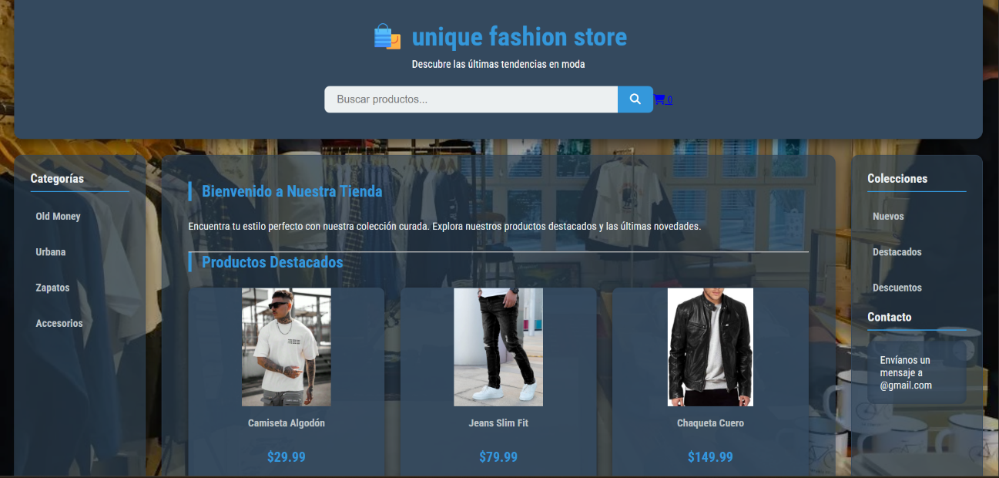 unique fashion store
Descubre las últimas tendencias en moda
Buscar productos...
0
Categorías
Old Money
Urbana
Zapatos
Accesorios
Bienvenido a Nuestra Tienda
Encuentra tu estilo perfecto con nuestra colección curada. Explora nuestros productos destacados y las últimas novedades.
Productos Destacados
Camiseta Algodón
$29.99
Jeans Slim Fit
$79.99
Chaqueta Cuero
$149.99
Colecciones
Nuevos
Destacados
Descuentos
Contacto
Envíanos un
mensaje a
@gmail.com